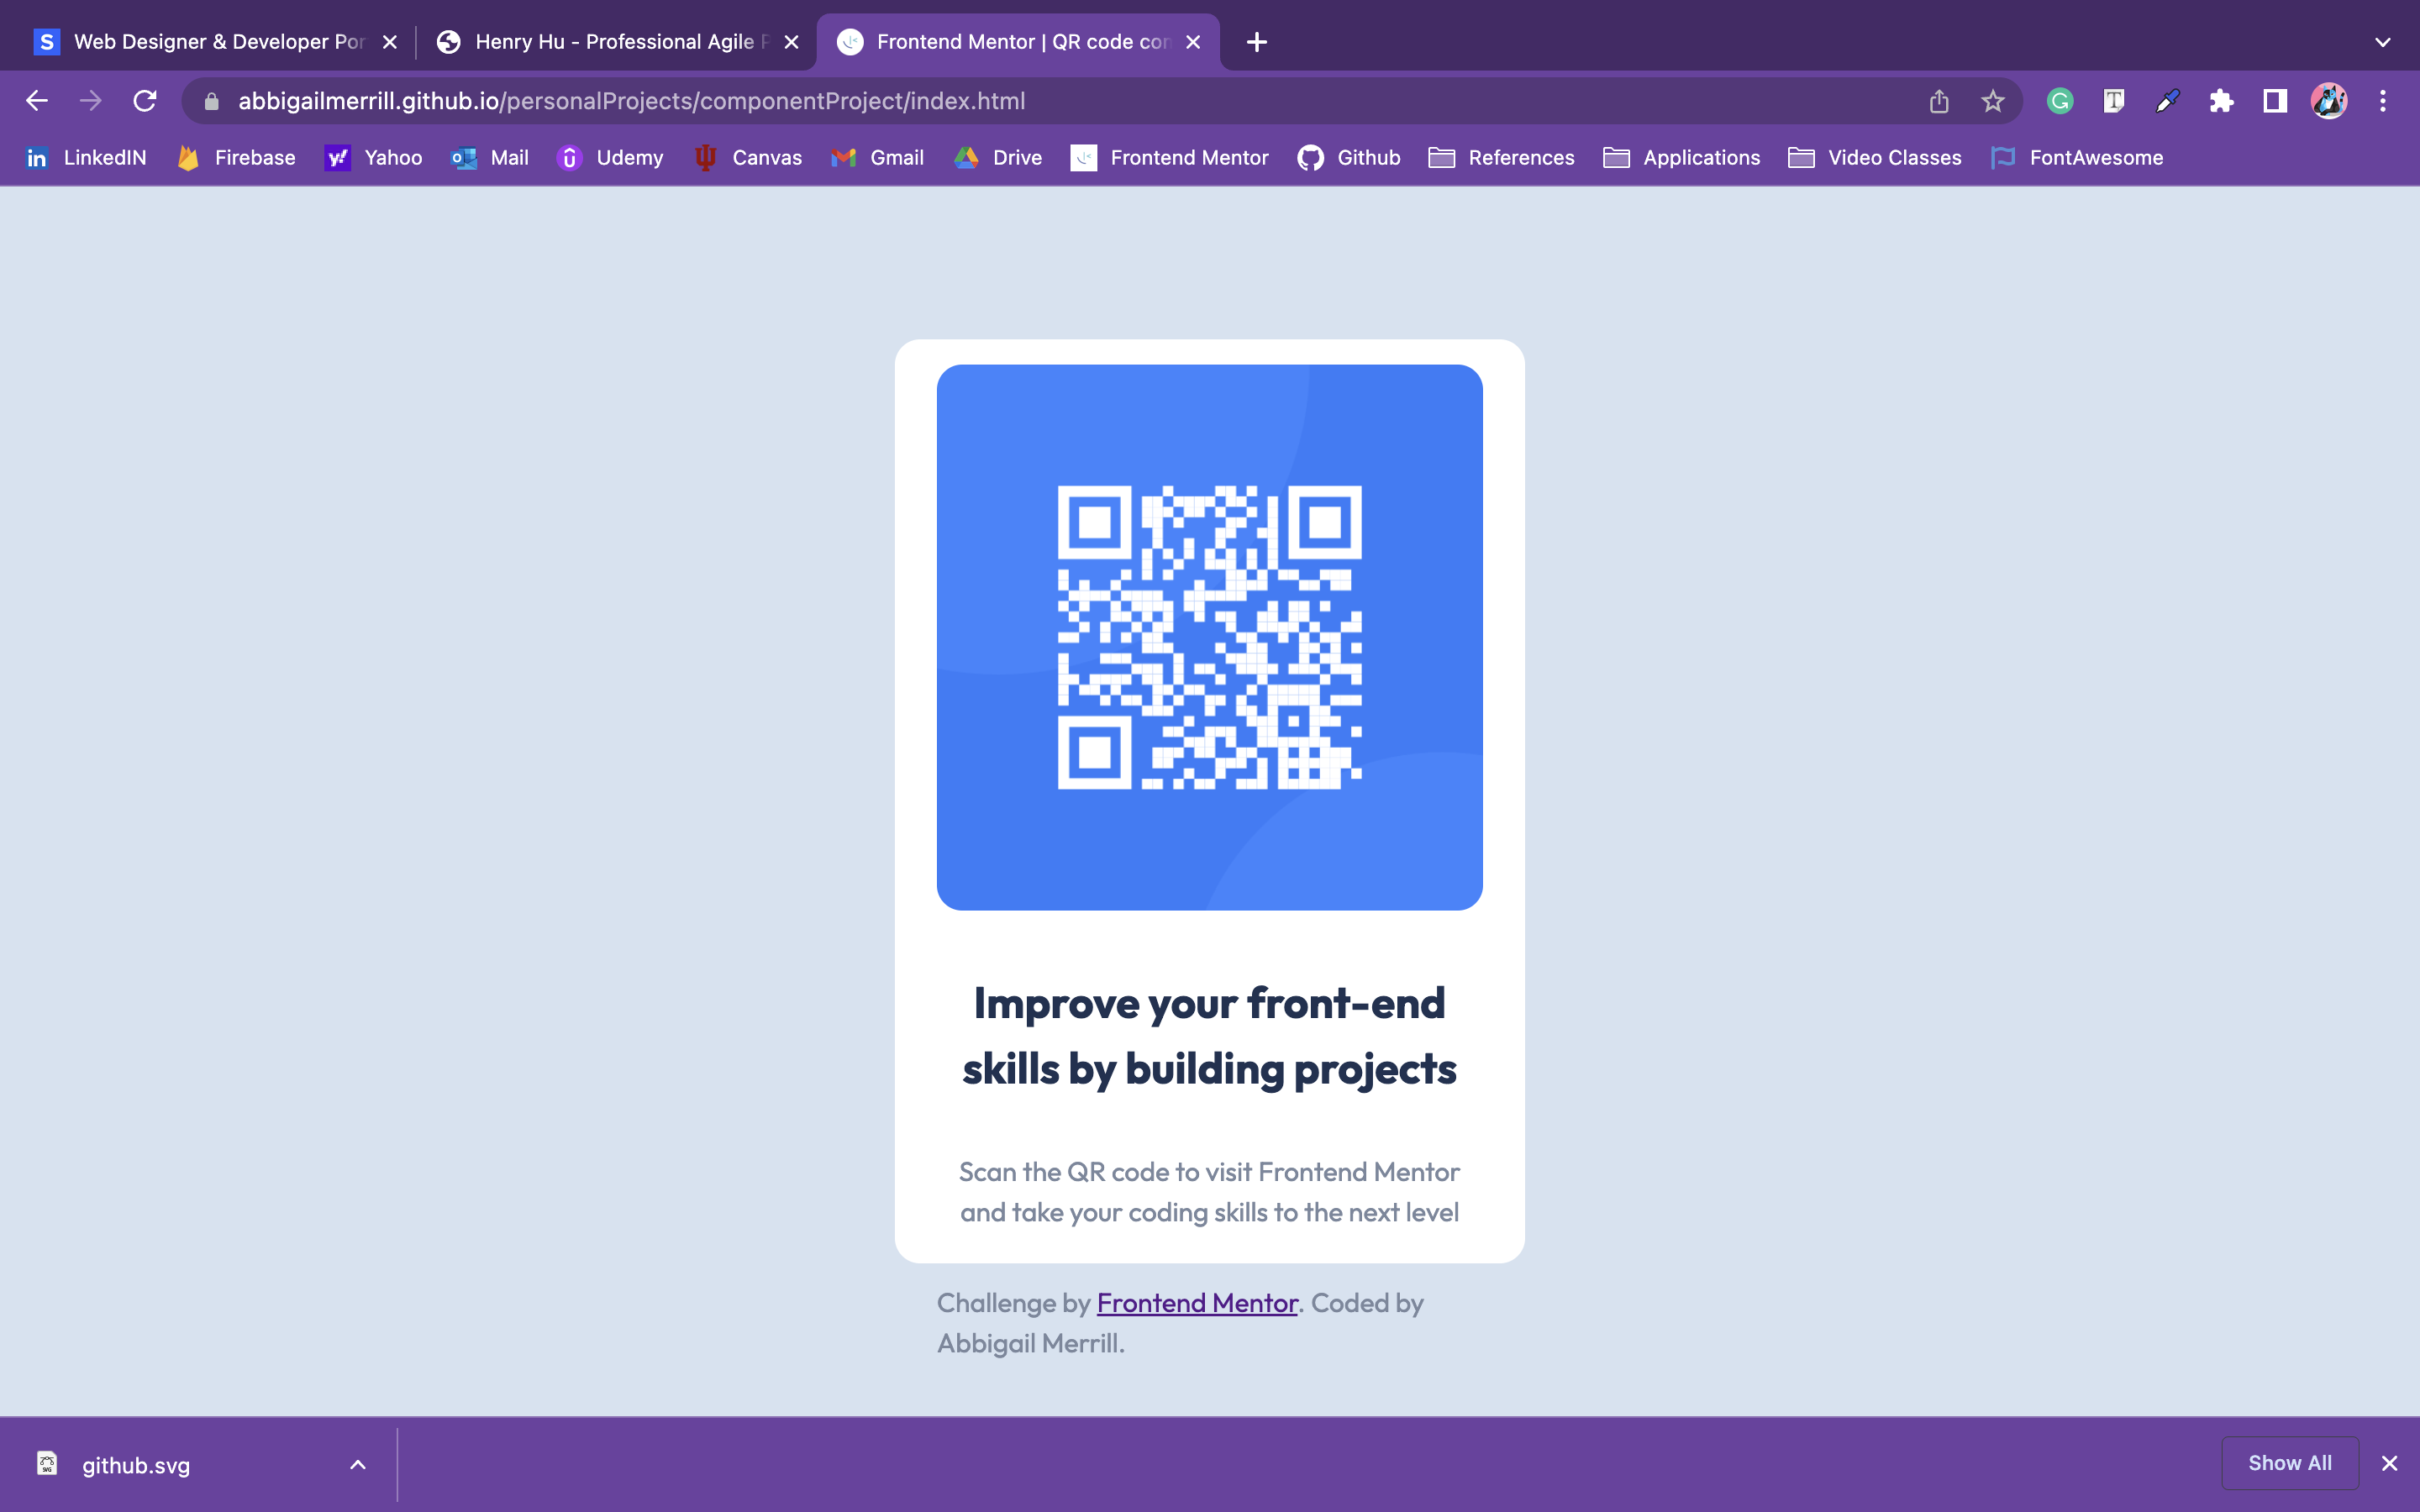 S Web Designer & Developer Por
Henry Hu - Professional Agile P
Frontend Mentor | QR code con
abbigailmerrill.github.io/personalProjects/componentProject/index.html
LinkedIN Firebase Yahoo Mail Udemy Canvas Gmail Drive Frontend Mentor Github References Applications Video Classes FontAwesome
Improve your front-end
skills by building projects
Scan the QR code to visit Frontend Mentor
and take your coding skills to the next level
Challenge by Frontend Mentor. Coded by
Abbigail Merrill.
github.svg
Show All